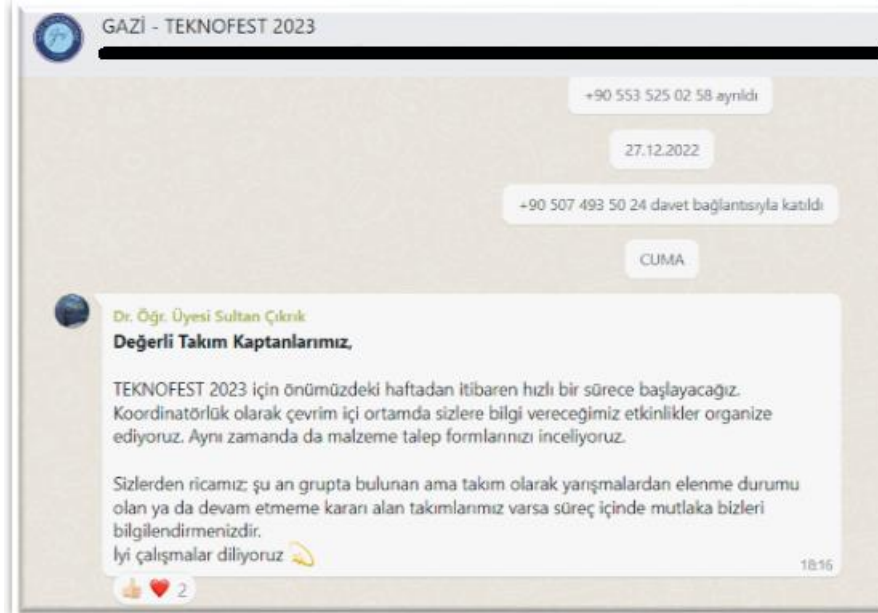 GAZİ - TEKNOFEST 2023
+90 553 525 02 58 ayrıldı
27.12.2022
+90 507 493 50 24 davet bağlantısıyla katıldı
CUMA
Dr. Öğr. Üyesi Sultan Çıkrık
Değerli Takım Kaptanlarımız,
TEKNOFEST 2023 için önümüzdeki haftadan itibaren hızlı bir sürece başlayacağız.
Koordinatörlük olarak çevrim içi ortamda sizlere bilgi vereceğimiz etkinlikler organize
ediyoruz. Aynı zamanda da malzeme talep formlarınızı inceliyoruz.
Sizlerden ricamız; şu an grupta bulunan ama takım olarak yarışmalardan elenme durumu
olan ya da devam etmeme kararı alan takımlarımız varsa süreç içinde mutlaka bizleri
bilgilendirmenizdir.
İyi çalışmalar diliyoruz 💫
18:16
👍🏻 ❤️ 2